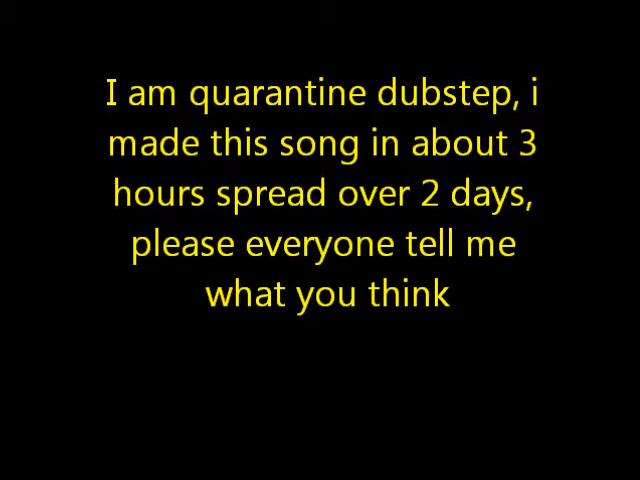 I am quarantine dubstep, i
made this song in about 3
hours spread over 2 days,
please everyone tell me
what you think